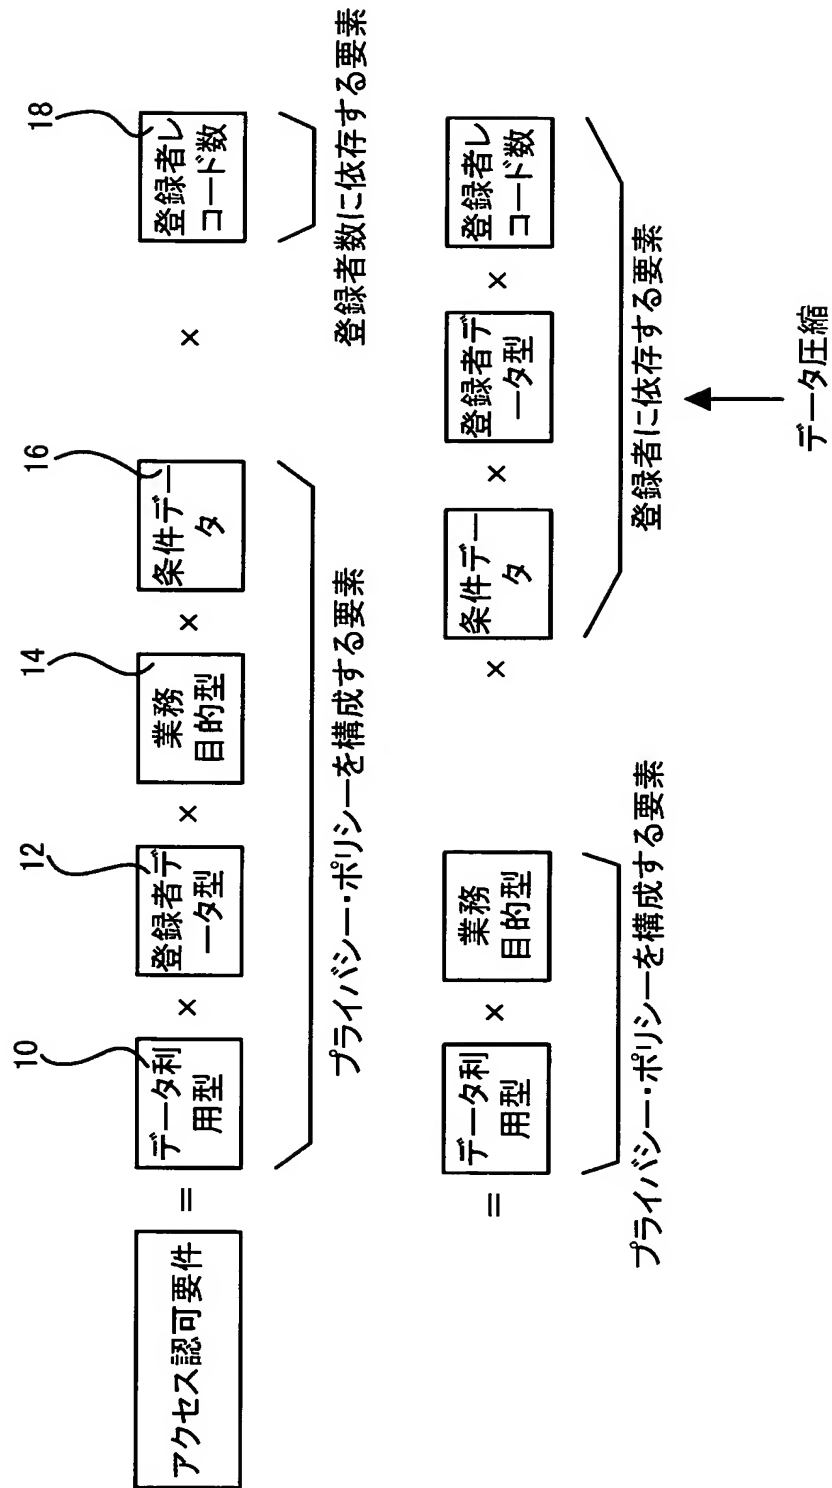 10
12
14
16
18
アクセス認可要件
=
データ利
用型
×
登録者デ
ータ型
×
業務
目的型
×
条件デー
タ
×
登録者レ
コード数
プライバシー・ポリシーを構成する要素
登録者数に依存する要素
=
データ利
用型
×
業務
目的型
×
条件デー
タ
×
登録者デ
ータ型
×
登録者レ
コード数
プライバシー・ポリシーを構成する要素
登録者に依存する要素
データ圧縮